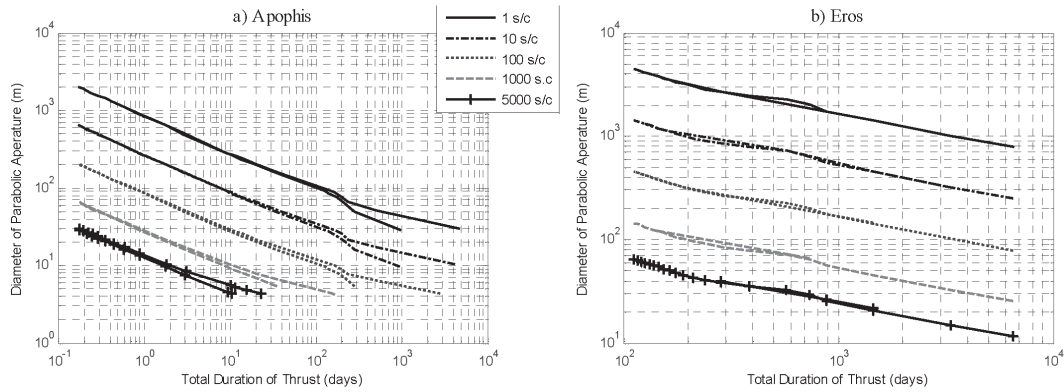 a) Apophis
1 s/c
10 s/c
100 s/c
1000 s.c
5000 s/c
b) Eros
Diameter of Parabolic Aperature (m)
10^4
10^3
10^2
10^1
10^0
10^-1
10^0
10^1
10^2
10^3
10^4
Total Duration of Thrust (days)
Diameter of Parabolic Aperature (m)
10^4
10^3
10^2
10^1
10^2
10^3
10^4
Total Duration of Thrust (days)